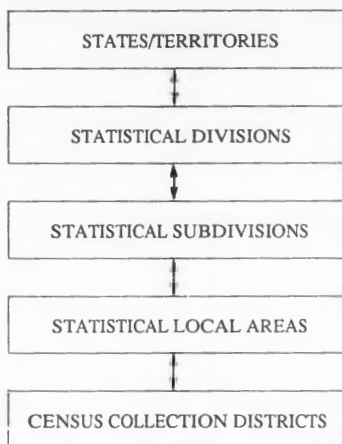 STATES/TERRITORIES
STATISTICAL DIVISIONS
STATISTICAL SUBDIVISIONS
STATISTICAL LOCAL AREAS
CENSUS COLLECTION DISTRICTS